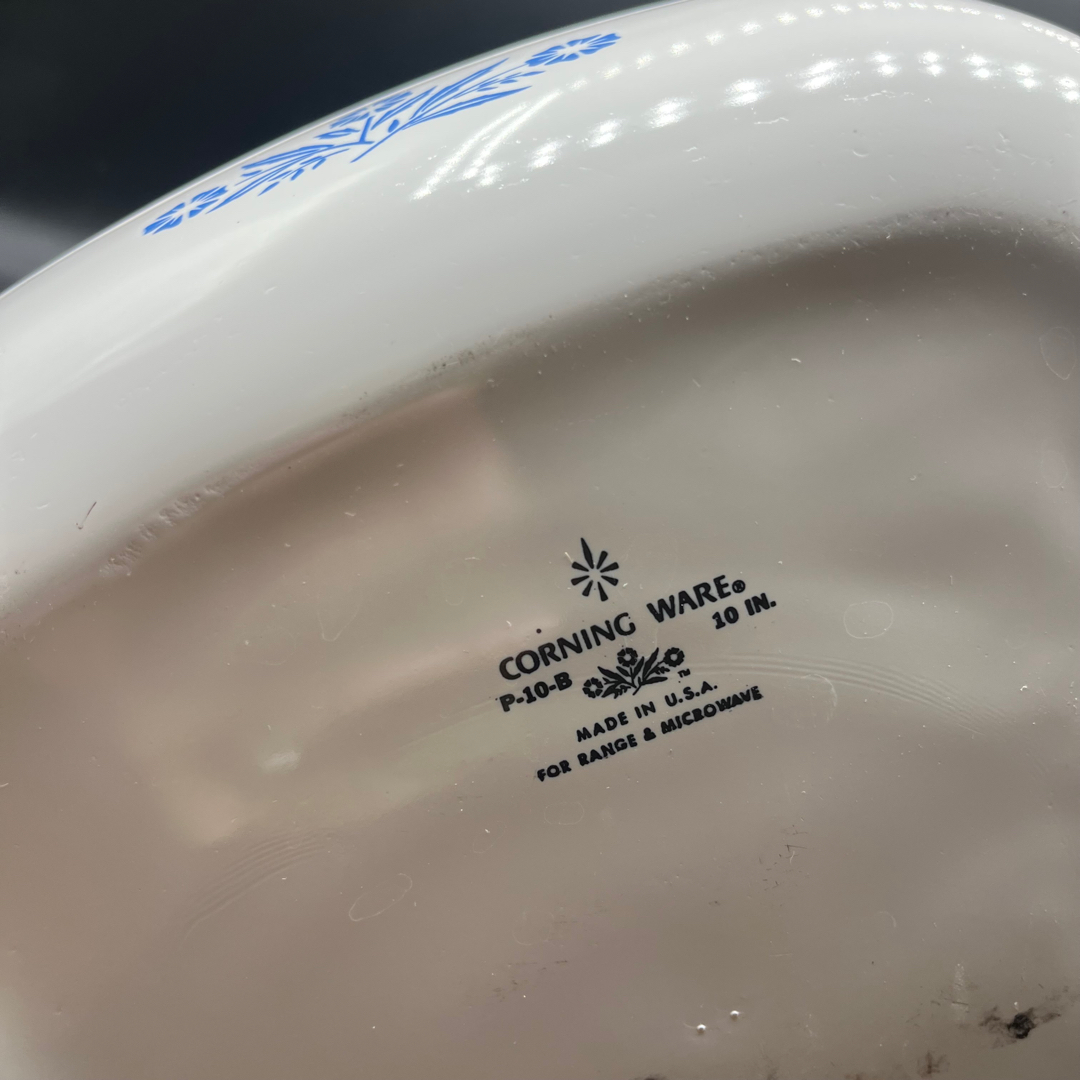 CORNING WARE®
P-10-B 10 IN.
™
MADE IN U.S.A.
FOR RANGE & MICROWAVE